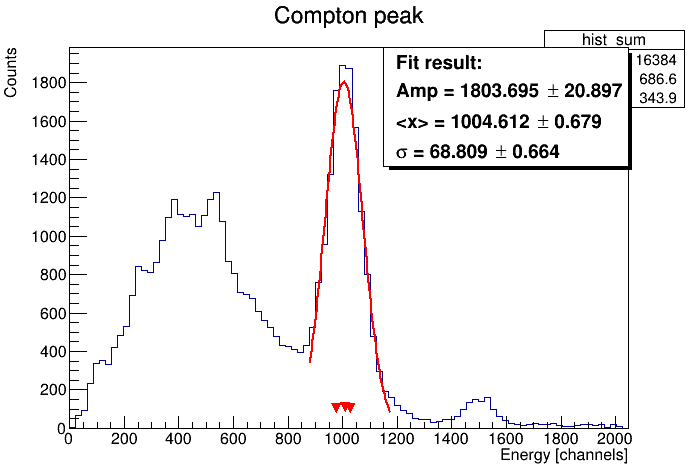 Compton peak
hist_sum
16384
686.6
343.9
Fit result:
Amp = 1803.695 ± 20.897
<x> = 1004.612 ± 0.679
σ = 68.809 ± 0.664
Counts
1800
1600
1400
1200
1000
800
600
400
200
0
0 200 400 600 800 1000 1200 1400 1600 1800 2000
Energy [channels]